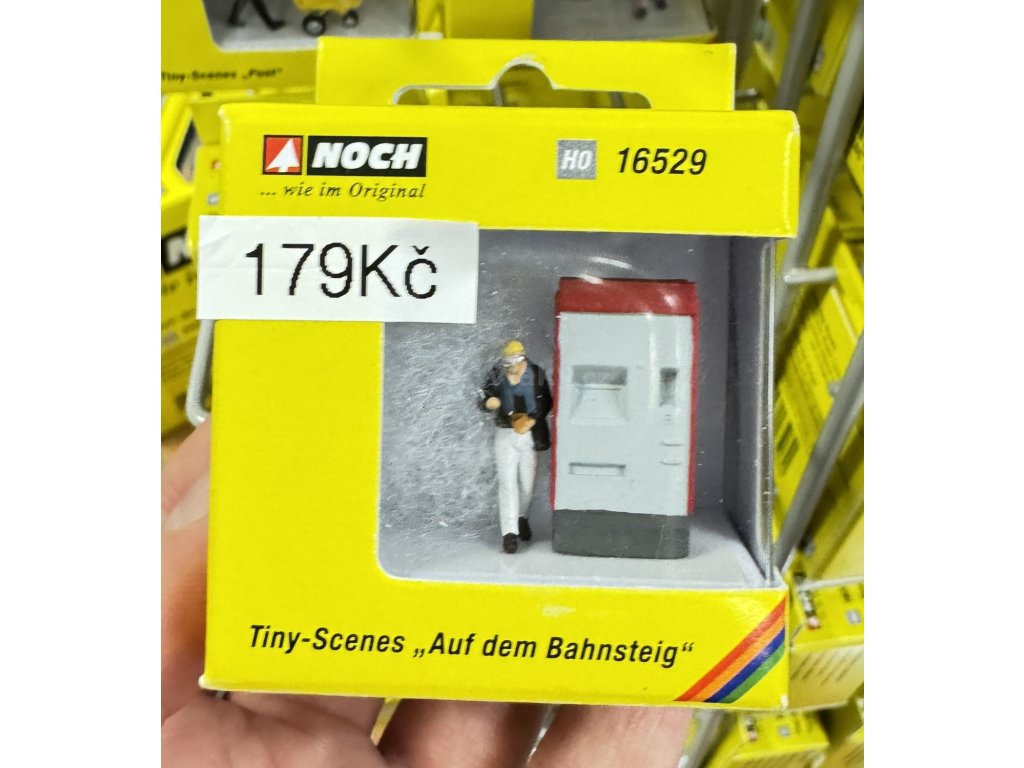 Tiny-Scenes „Post“
NOCH
... wie im Original
H0 16529
179Kč
Tiny-Scenes „Auf dem Bahnsteig“